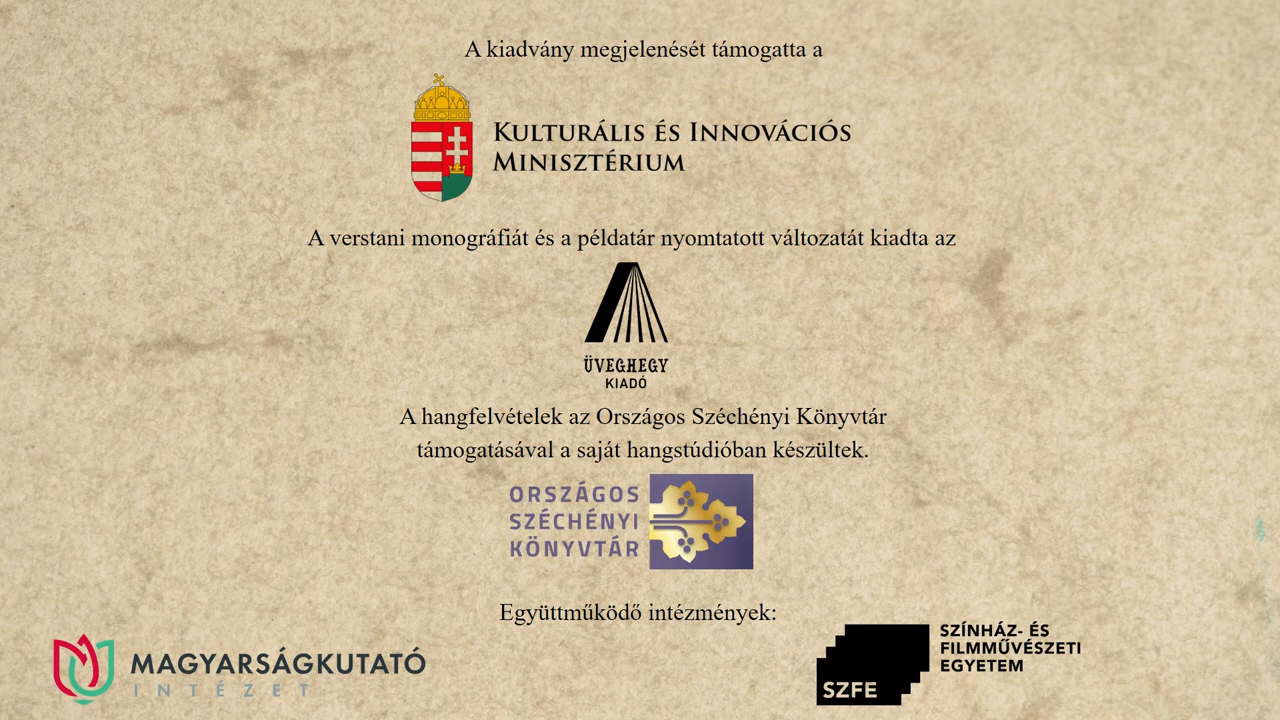 A kiadvány megjelenését támogatta a
KULTURÁLIS ÉS INNOVÁCIÓS
MINISZTÉRIUM
A verstani monográfiát és a példatár nyomtatott változatát kiadta az
ÜVEGHEGY
KIADÓ
A hangfelvételek az Országos Széchényi Könyvtár
támogatásával a saját hangstúdióban készültek.
ORSZÁGOS
SZÉCHÉNYI
KÖNYVTÁR
Együttműködő intézmények:
MAGYARSÁGKUTATÓ
INTÉZET
SZFE
SZÍNHÁZ- ÉS
FILMMŰVÉSZETI
EGYETEM